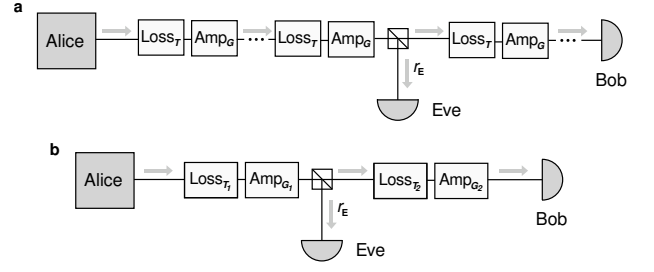 a
Alice Loss_T Amp_G ... Loss_T Amp_G Loss_T Amp_G ...
r_E
Eve
Bob
b
Alice Loss_T₁ Amp_G₁ Loss_T₂ Amp_G₂
r_E
Eve
Bob